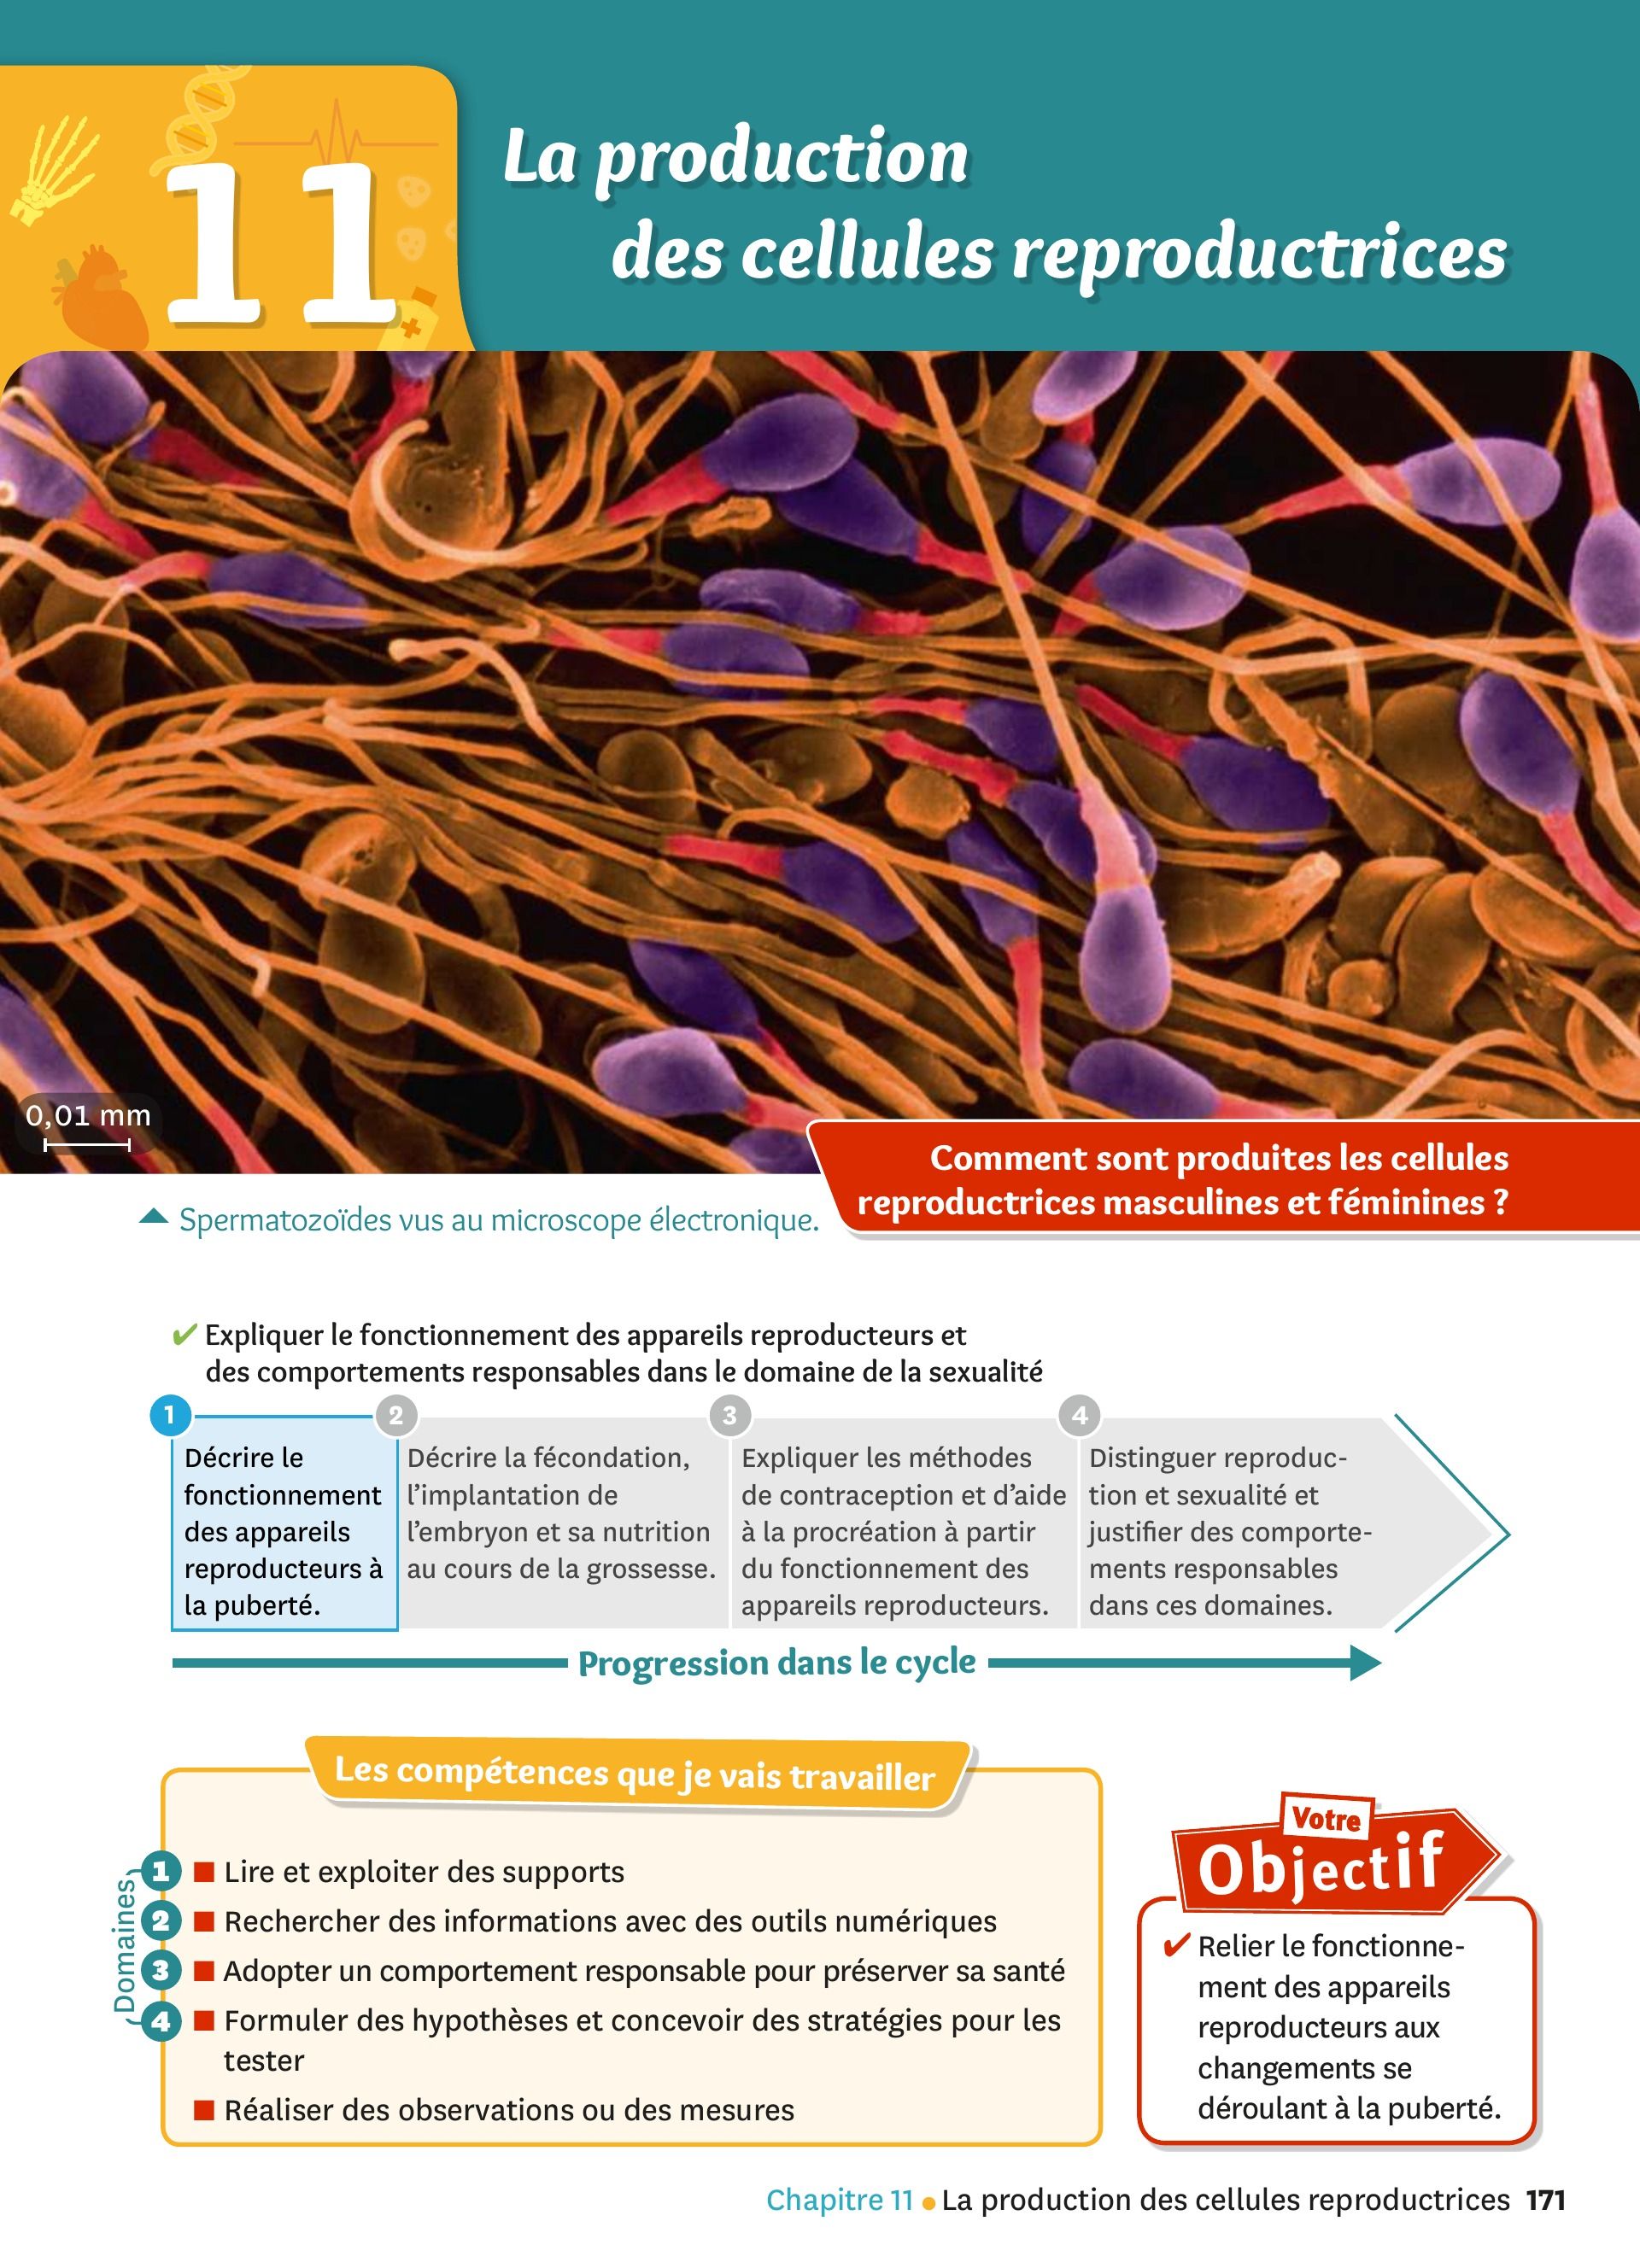 11
La production
des cellules reproductrices
0,01 mm
Comment sont produites les cellules
reproductrices masculines et féminines ?
Spermatozoïdes vus au microscope électronique.
✔ Expliquer le fonctionnement des appareils reproducteurs et
des comportements responsables dans le domaine de la sexualité
1
Décrire le
fonctionnement
des appareils
reproducteurs à
la puberté.
2
Décrire la fécondation,
l'implantation de
l'embryon et sa nutrition
au cours de la grossesse.
3
Expliquer les méthodes
de contraception et d'aide
à la procréation à partir
du fonctionnement des
appareils reproducteurs.
4
Distinguer reproduc-
tion et sexualité et
justifier des comporte-
ments responsables
dans ces domaines.
Progression dans le cycle
Les compétences que je vais travailler
Domaines
1 ■ Lire et exploiter des supports
2 ■ Rechercher des informations avec des outils numériques
3 ■ Adopter un comportement responsable pour préserver sa santé
4 ■ Formuler des hypothèses et concevoir des stratégies pour les
tester
■ Réaliser des observations ou des mesures
Votre
Objectif
✔ Relier le fonctionne-
ment des appareils
reproducteurs aux
changements se
déroulant à la puberté.
Chapitre 11 ● La production des cellules reproductrices 171